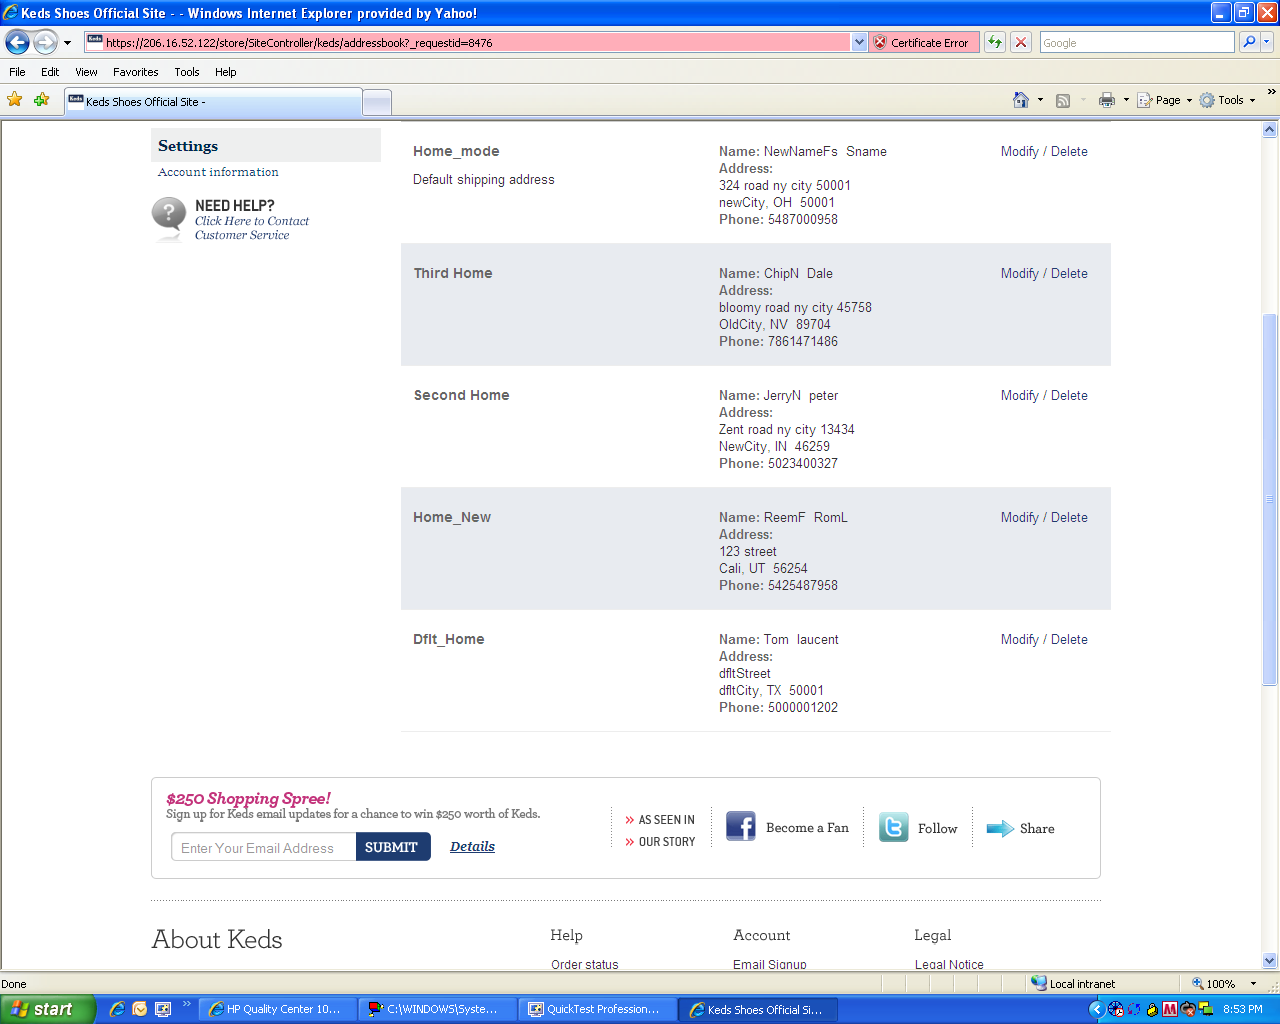 Keds Shoes Official Site - - Windows Internet Explorer provided by Yahoo!
Keds https://206.16.52.122/store/SiteController/keds/addressbook?_requestid=8476 Certificate Error Google
File Edit View Favorites Tools Help
Keds Keds Shoes Official Site - Page Tools
Settings
Account information
NEED HELP?
Click Here to Contact
Customer Service
Home_mode
Default shipping address
Name: NewNameFs Sname
Address:
324 road ny city 50001
newCity, OH 50001
Phone: 5487000958
Modify / Delete
Third Home
Name: ChipN Dale
Address:
bloomy road ny city 45758
OldCity, NV 89704
Phone: 7861471486
Modify / Delete
Second Home
Name: JerryN peter
Address:
Zent road ny city 13434
NewCity, IN 46259
Phone: 5023400327
Modify / Delete
Home_New
Name: ReemF RomL
Address:
123 street
Cali, UT 56254
Phone: 5425487958
Modify / Delete
Dflt_Home
Name: Tom laucent
Address:
dfltStreet
dfltCity, TX 50001
Phone: 5000001202
Modify / Delete
$250 Shopping Spree!
Sign up for Keds email updates for a chance to win $250 worth of Keds.
Enter Your Email Address SUBMIT Details
» AS SEEN IN
» OUR STORY
Become a Fan
Follow
Share
About Keds
Help
Order status
Account
Email Signup
Legal
Legal Notice
Done Local intranet 100%
start HP Quality Center 10... C:\WINDOWS\Syste... QuickTest Profession... Keds Shoes Official Si... 8:53 PM